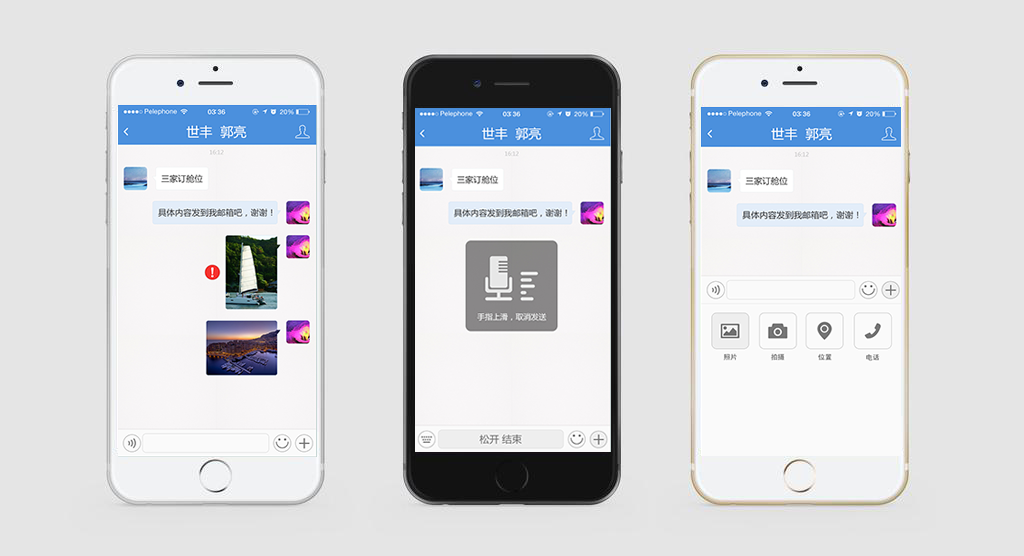 Pelephone 03:36 20%
世丰 郭亮
16:12
三家订舱位
具体内容发到我邮箱吧，谢谢！
Pelephone 03:36 20%
世丰 郭亮
16:12
三家订舱位
具体内容发到我邮箱吧，谢谢！
手指上滑，取消发送
松开 结束
Pelephone 03:36 20%
世丰 郭亮
16:12
三家订舱位
具体内容发到我邮箱吧，谢谢！
照片 拍摄 位置 电话